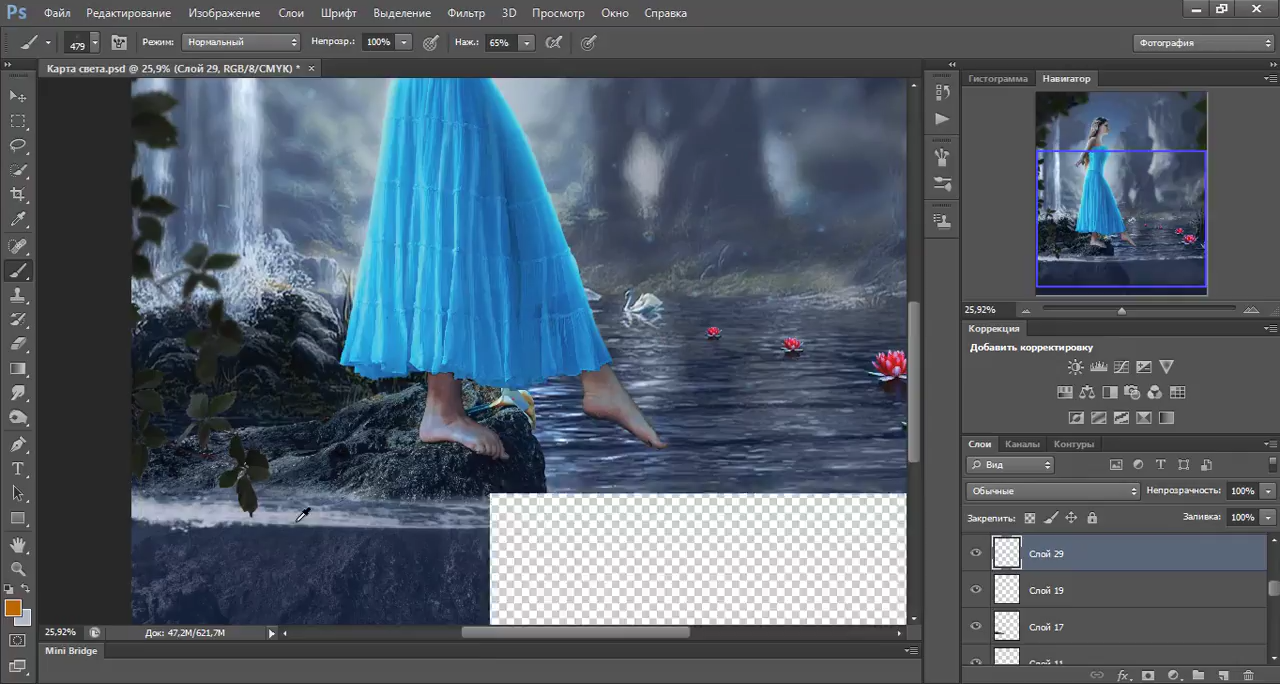 Ps Файл Редактирование Изображение Слои Шрифт Выделение Фильтр 3D Просмотр Окно Справка
479 Режим: Нормальный Непрозр.: 100% Наж.: 65% Фотография
Карта света.psd @ 25,9% (Слой 29, RGB/8/CMYK) * ×
Гистограмма Навигатор
25,92%
Коррекция
Добавить корректировку
Слои Каналы Контуры
Вид
Обычные Непрозрачность: 100%
Закрепить: Заливка: 100%
Слой 29
Слой 19
Слой 17
Слой 11
25,92% Док: 47,2M/621,7M
Mini Bridge